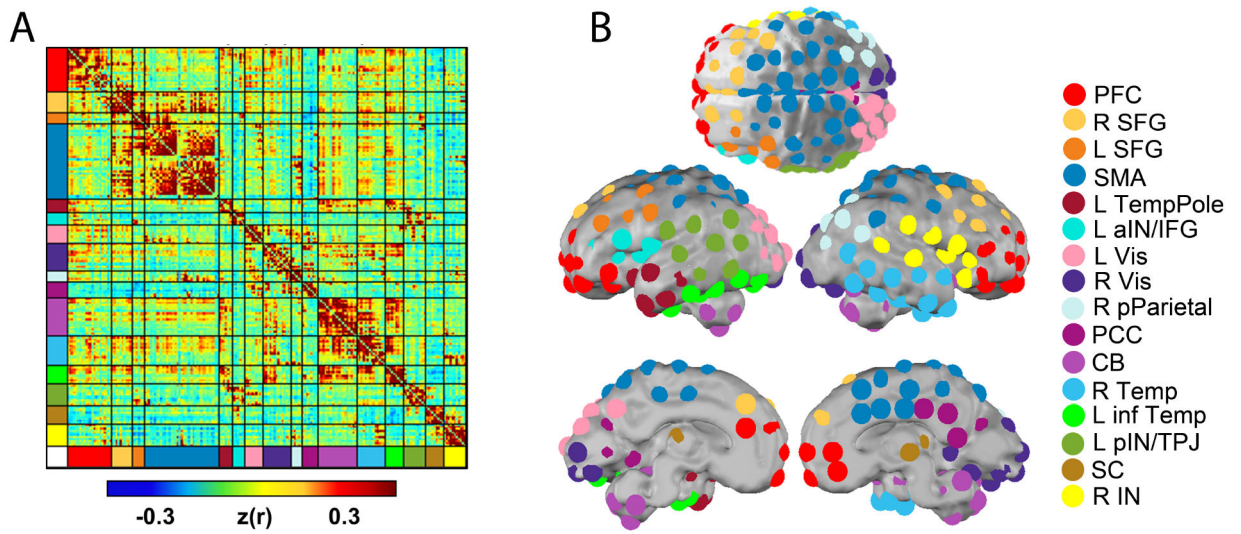 A
B
-0.3 z(r) 0.3
PFC
R SFG
L SFG
SMA
L TempPole
L aIN/IFG
L Vis
R Vis
R pParietal
PCC
CB
R Temp
L inf Temp
L pIN/TPJ
SC
R IN